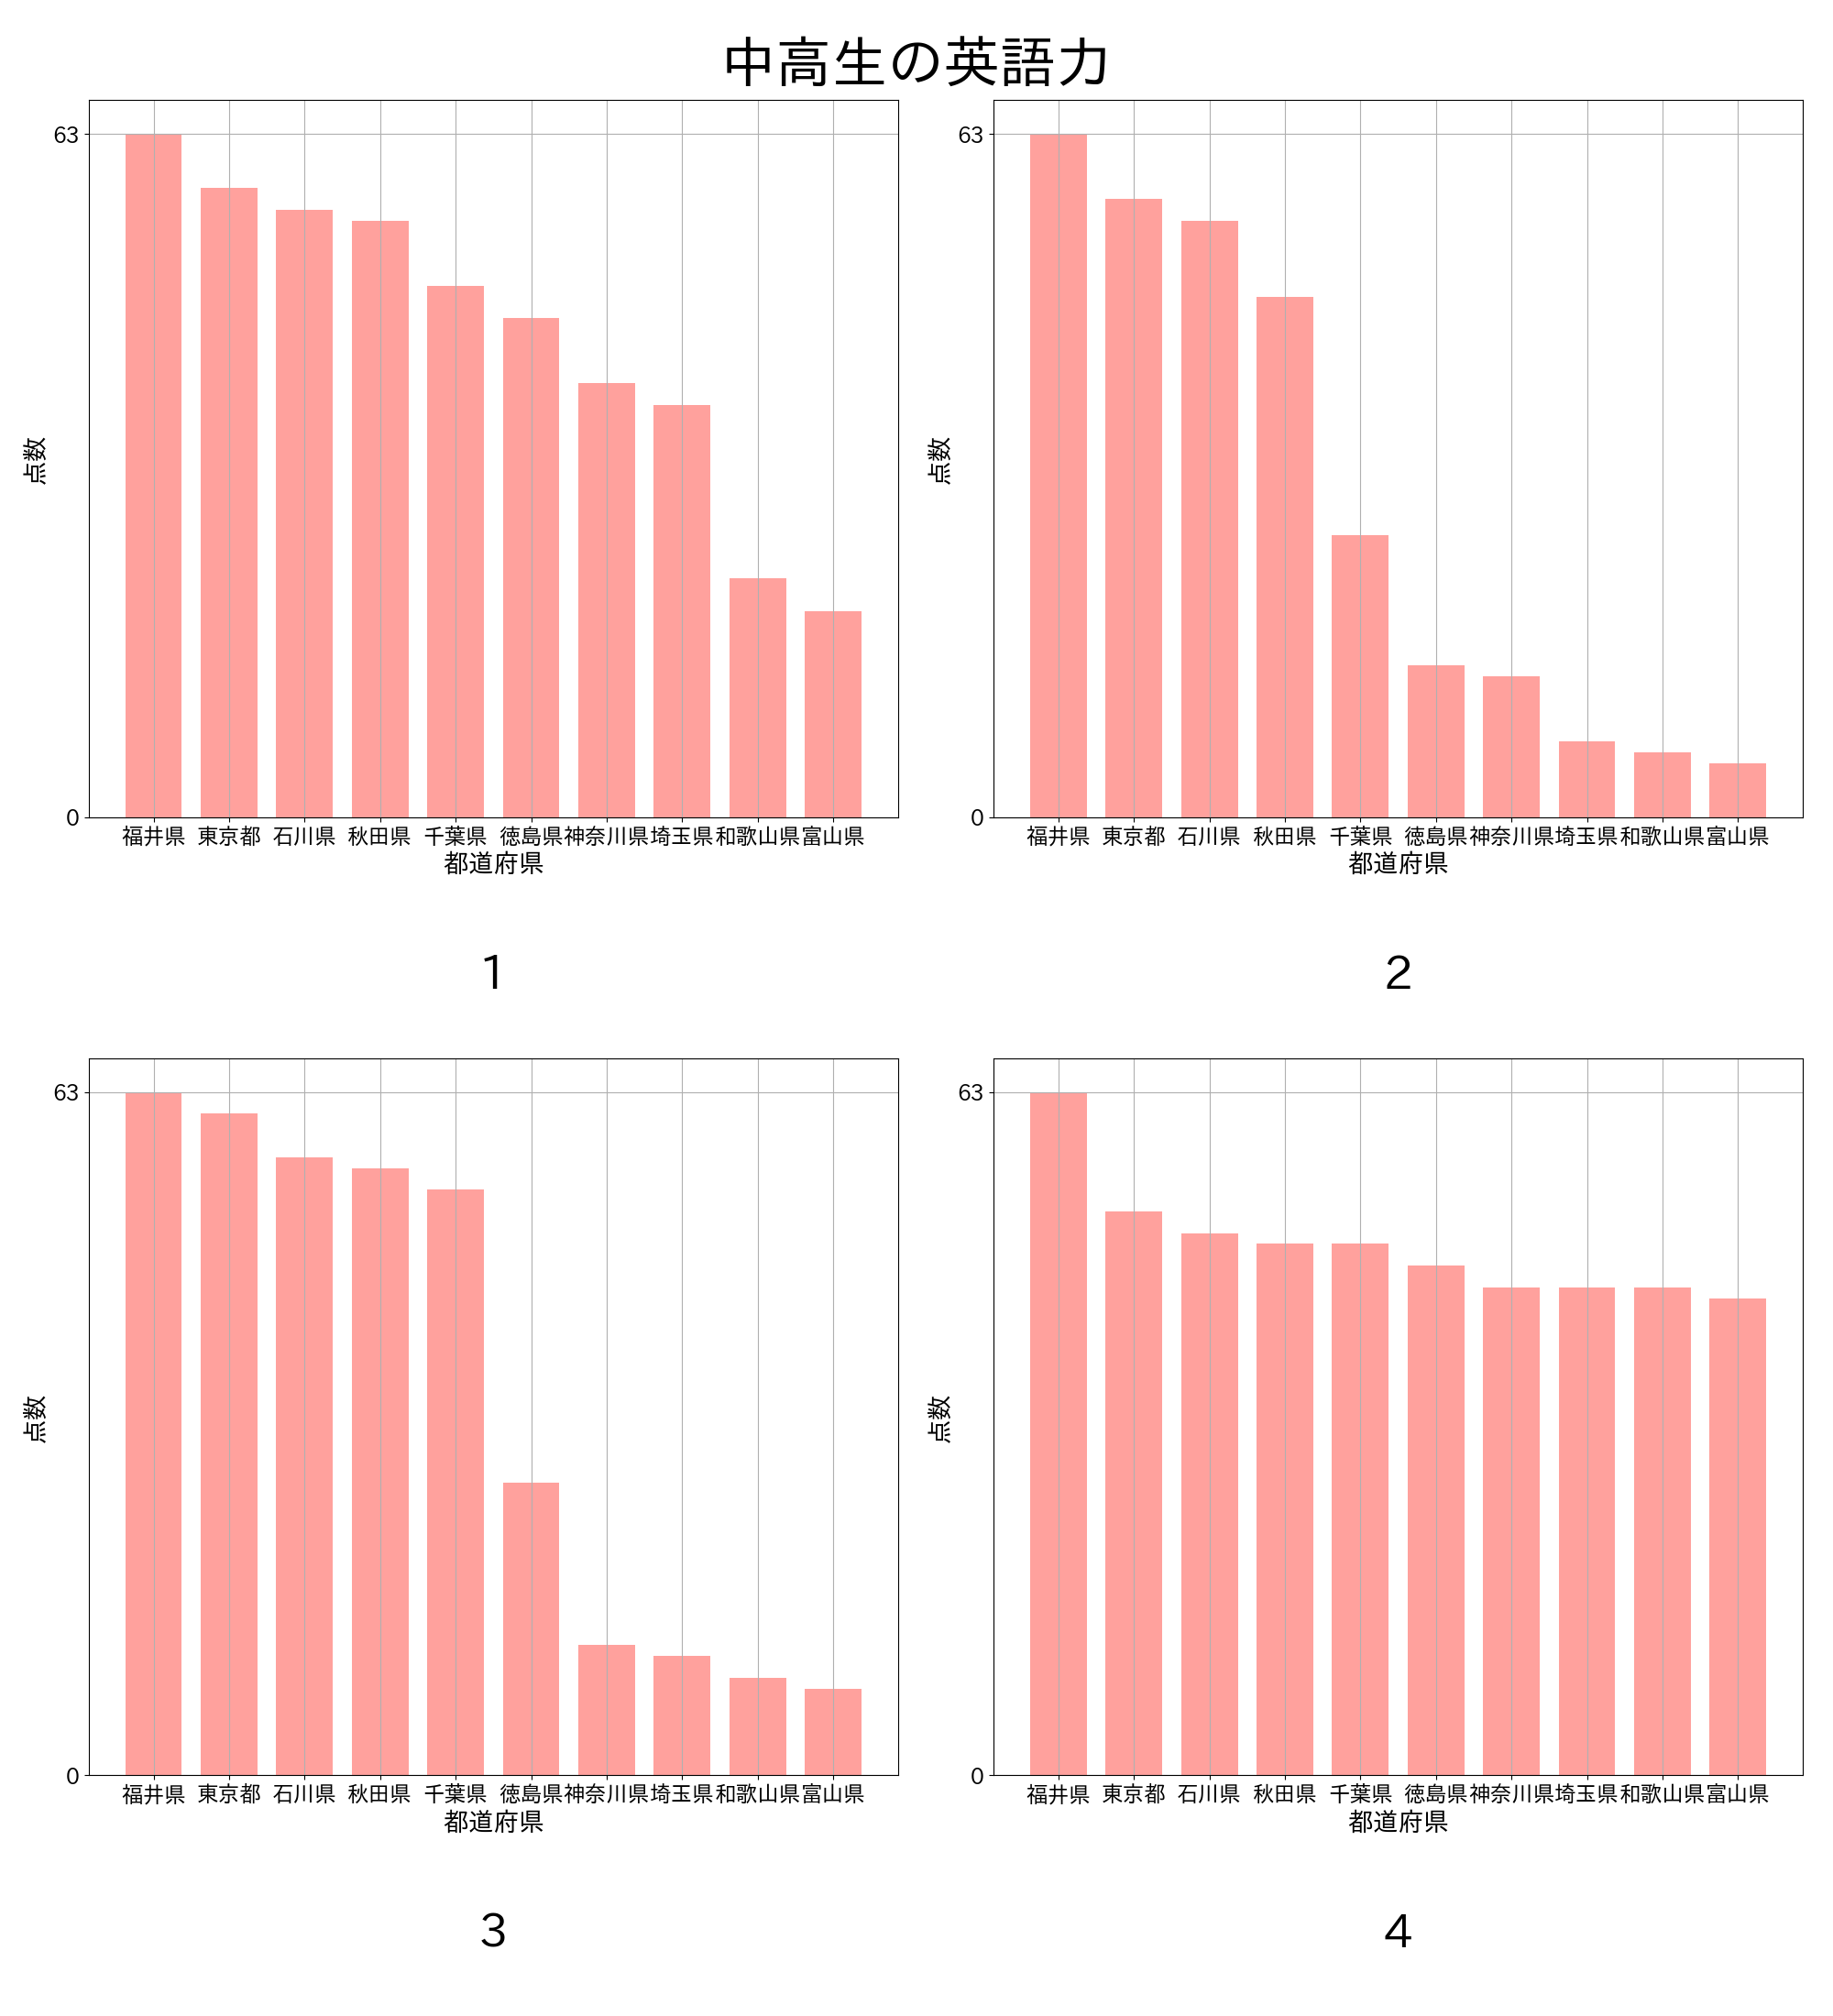 中高生の英語力
63
0
点数
福井県 東京都 石川県 秋田県 千葉県 徳島県 神奈川県 埼玉県 和歌山県 富山県
都道府県
1
63
0
点数
福井県 東京都 石川県 秋田県 千葉県 徳島県 神奈川県 埼玉県 和歌山県 富山県
都道府県
2
63
0
点数
福井県 東京都 石川県 秋田県 千葉県 徳島県 神奈川県 埼玉県 和歌山県 富山県
都道府県
3
63
0
点数
福井県 東京都 石川県 秋田県 千葉県 徳島県 神奈川県 埼玉県 和歌山県 富山県
都道府県
4